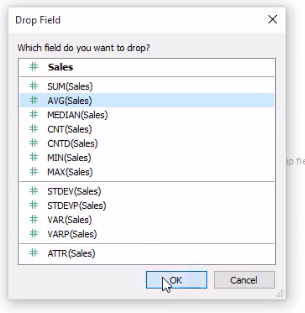 Drop Field
Which field do you want to drop?
Sales
SUM(Sales)
AVG(Sales)
MEDIAN(Sales)
CNT(Sales)
CNTD(Sales)
MIN(Sales)
MAX(Sales)
STDEV(Sales)
STDEVP(Sales)
VAR(Sales)
VARP(Sales)
ATTR(Sales)
OK Cancel